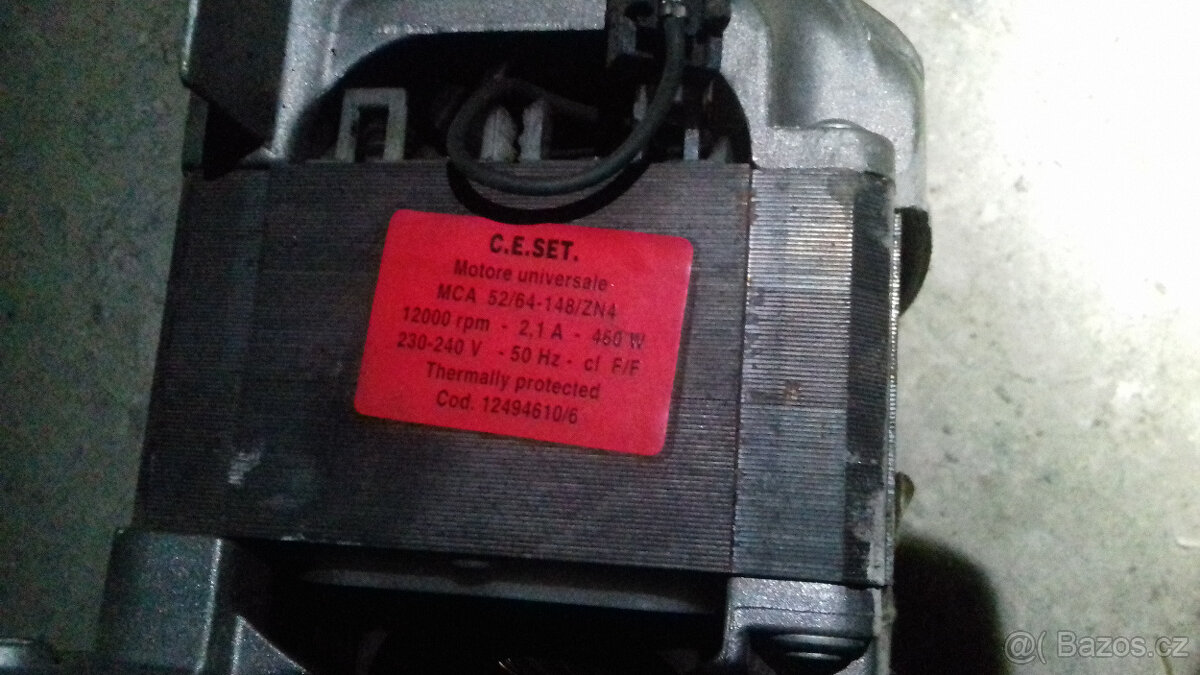 C.E.SET.
Motore universale
MCA 52/64-148/ZN4
12000 rpm - 2,1 A - 460 W
230-240 V - 50 Hz - cl F/F
Thermally protected
Cod. 12494610/6
@( Bazos.cz